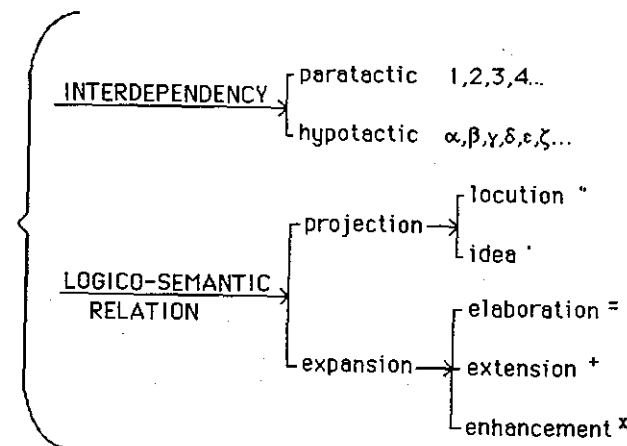 INTERDEPENDENCY
paratactic 1,2,3,4...
hypotactic α,β,γ,δ,ε,ζ...
LOGICO-SEMANTIC
RELATION
projection
locution "
idea '
expansion
elaboration =
extension +
enhancement x